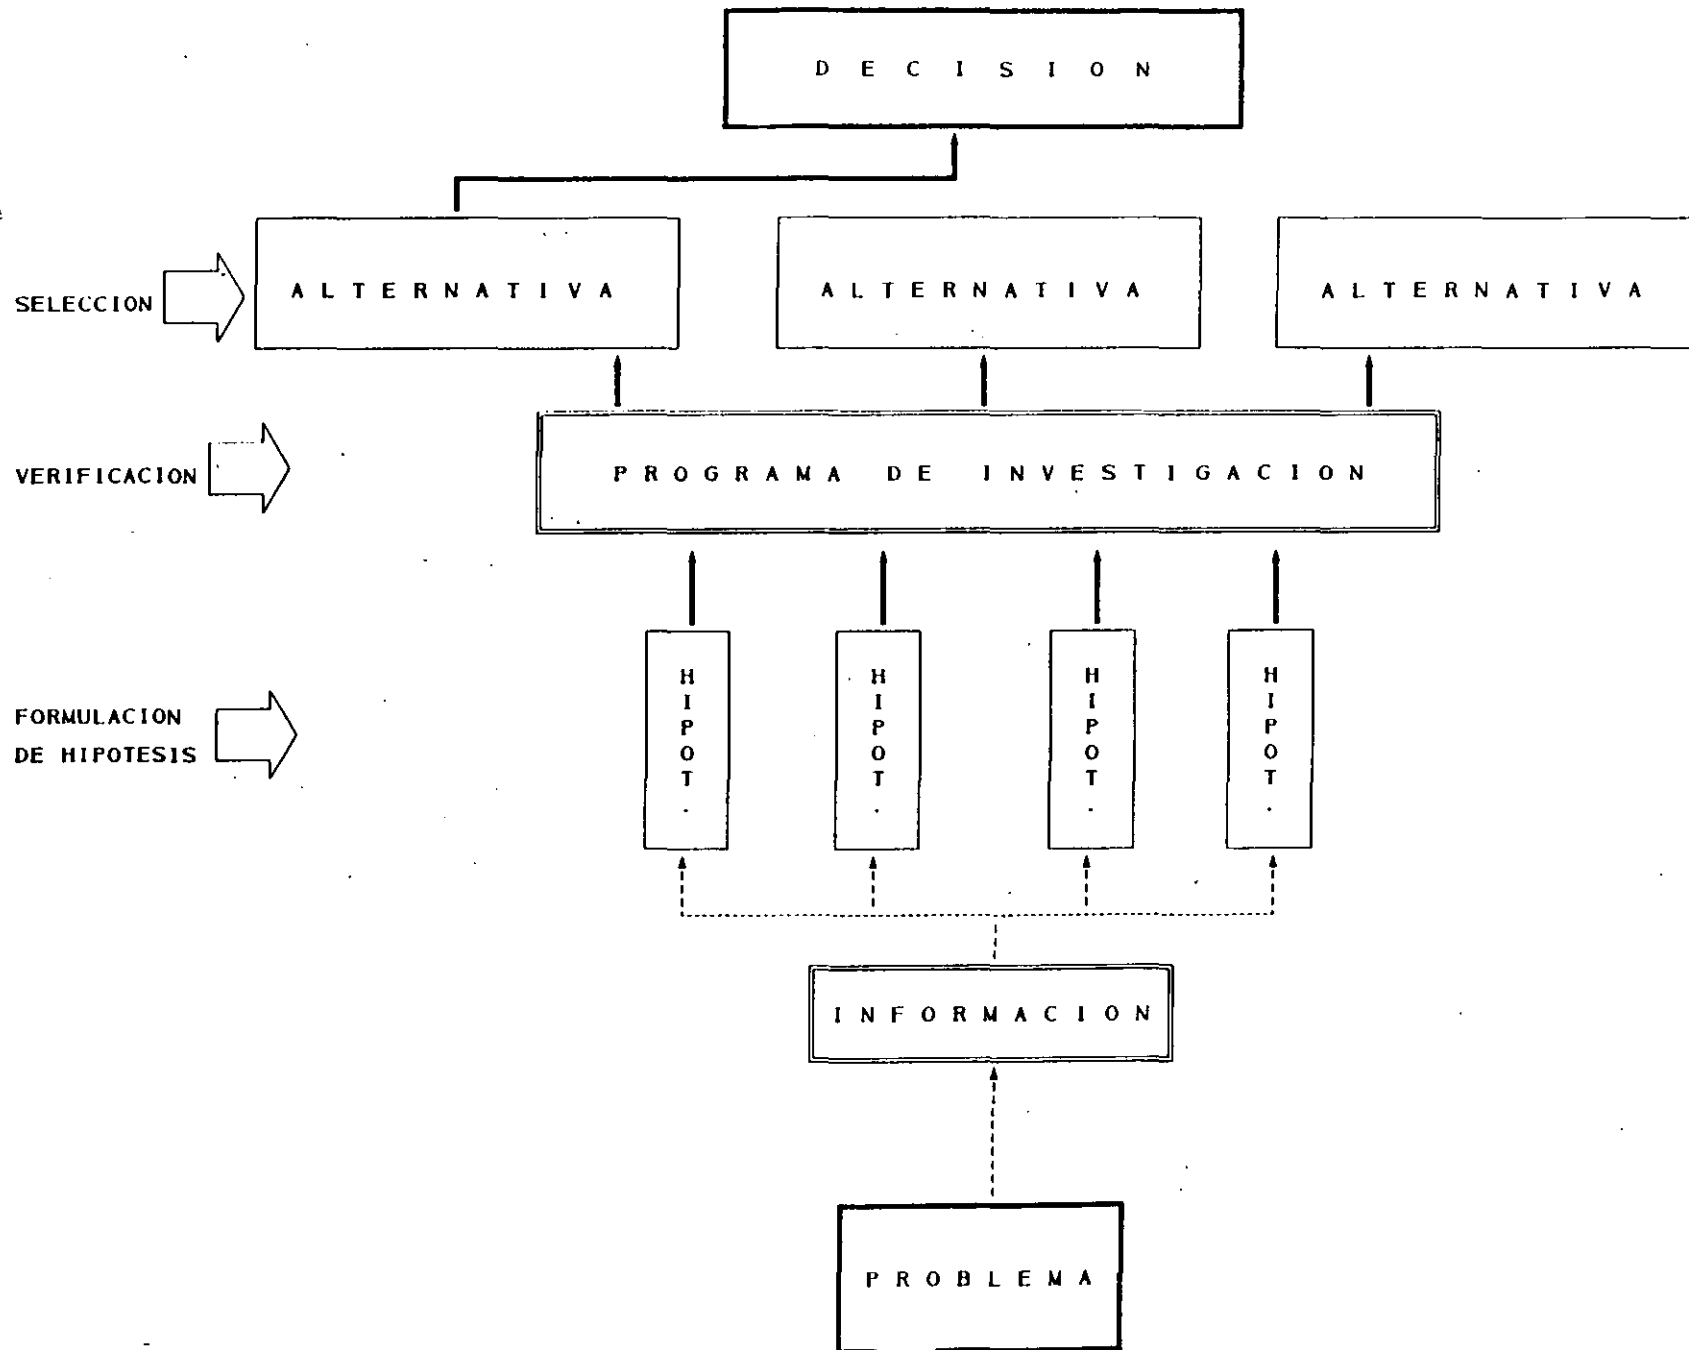 DECISION
SELECCION
ALTERNATIVA
ALTERNATIVA
ALTERNATIVA
VERIFICACION
PROGRAMA DE INVESTIGACION
FORMULACION
DE HIPOTESIS
HIPOT.
HIPOT.
HIPOT.
HIPOT.
INFORMACION
PROBLEMA